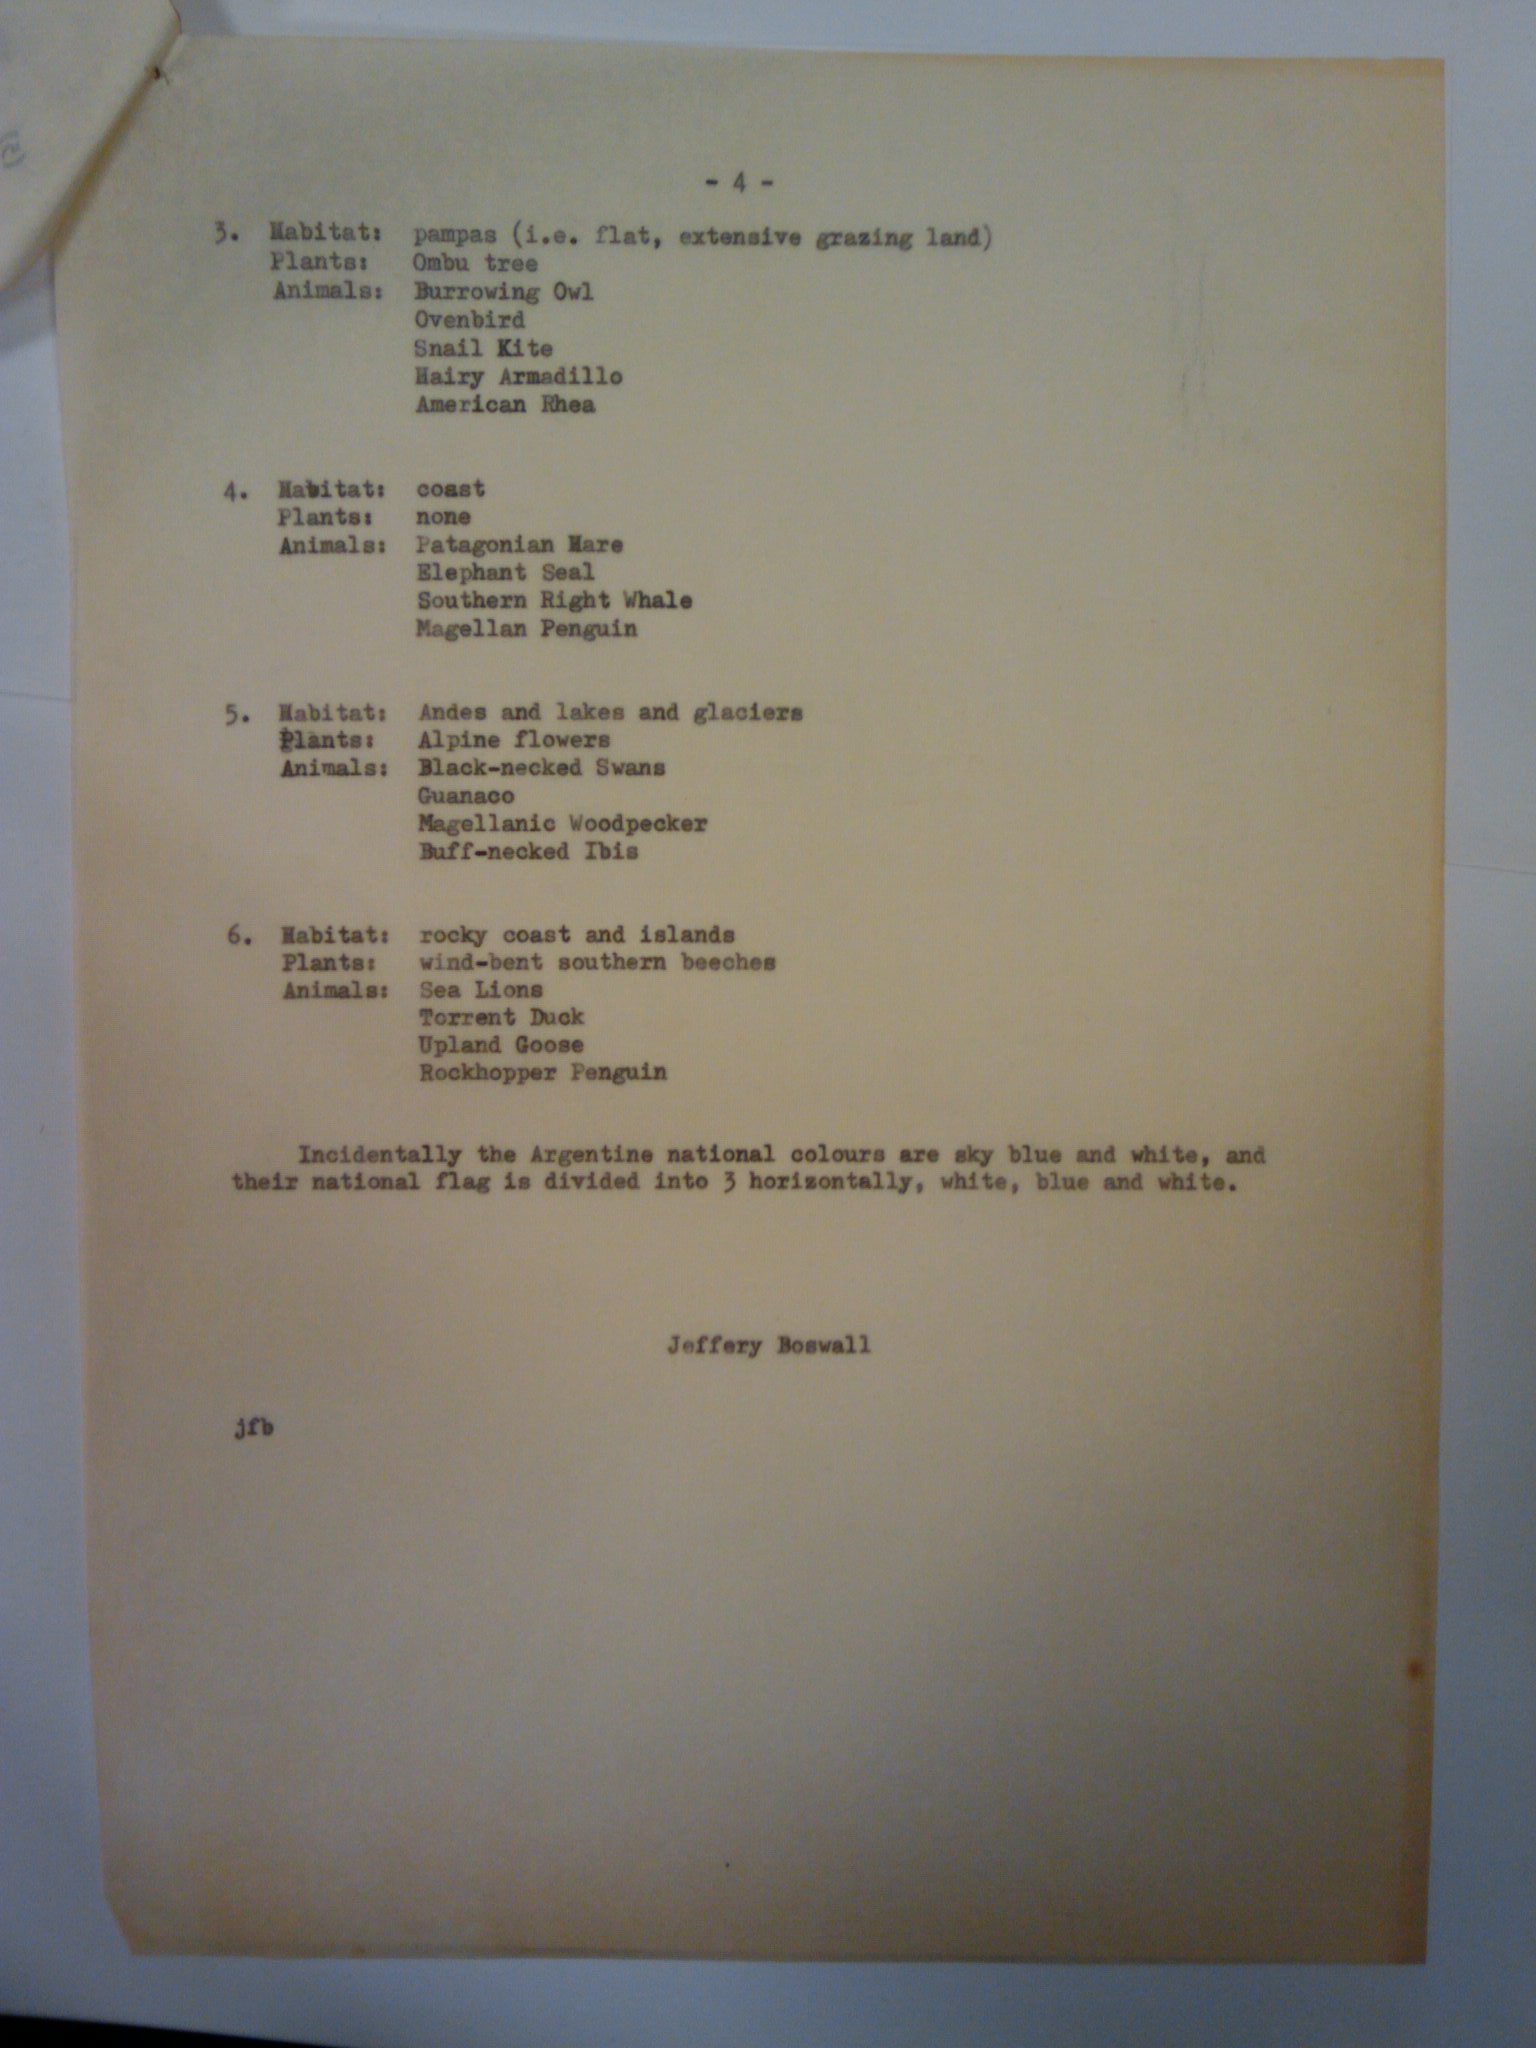 - 4 -
3. Habitat: pampas (i.e. flat, extensive grazing land)
Plants: Ombu tree
Animals: Burrowing Owl
Ovenbird
Snail Kite
Hairy Armadillo
American Rhea
4. Habitat: coast
Plants: none
Animals: Patagonian Hare
Elephant Seal
Southern Right Whale
Magellan Penguin
5. Habitat: Andes and lakes and glaciers
Plants: Alpine flowers
Animals: Black-necked Swans
Guanaco
Magellanic Woodpecker
Buff-necked Ibis
6. Habitat: rocky coast and islands
Plants: wind-bent southern beeches
Animals: Sea Lions
Torrent Duck
Upland Goose
Rockhopper Penguin
Incidentally the Argentine national colours are sky blue and white, and
their national flag is divided into 3 horizontally, white, blue and white.
Jeffery Boswall
jfb